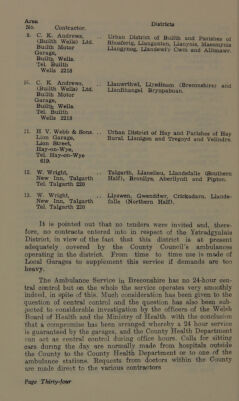 Area
No. Contractor. Districts
9. C. K. Andrews, .. Urban District of Builth and Parishes of
(Builth Wells) Ltd. Rhosferig, Llanganten, Llanynis, Maesmynis
Builth Motor Llangynog, Llanddewi'r Cwm and Alltmawr.
Garage,
Builth Wells.
Tel. Builth
Wells 2218
10. C. K. Andrews, .. Llanwrthwl, Llysdinam (Breconshire) and
(Builth Wells) Ltd. Llanfihangel Brynpabuan.
Builth Motor
Garage,
Builth Wells
Tel. Builth
Wells 2218
11. H V. Webb & Sons. .. Urban District of Hay and Parishes of Hay
Lion Garage, Rural, Llanigon and Tregoyd and Velindre.
Lion Street,
Hay-on-Wye,
Tel. Hay-on-Wye
619.
12. W. Wright, .. Talgarth, Llanelieu, Llandefalle (Southern
New Inn, Talgarth Half), Bronllys, Aberllynfi and Pipton.
Tel. Talgarth 226
13. W. Wright, .. Llyswen, Gwenddwr, Crickadarn, Llande-
New Inn, Talgarth falle (Northern Half).
Tel. Talgarth 226
It is pointed out that no tenders were invited and, there-
fore, no contracts entered into in respect of the Ystradgynlais
District, in view of the fact that this district is at present
adequately covered by the County Council's ambulances
operating in the district. From time to time use is made of
Local Garages to supplement this service if demands are too
heavy.
The Ambulance Service in Breconshire has no 24-hour cen-
tral control but on the whole the service operates very smoothly
indeed, in spite of this. Much consideration has been given to the
question of central control and the question has also been sub-
jected to considerable investigation by the officers of the Welsh
Board of Health and the Ministry of Health with the conclusion
that a compromise has been arranged whereby a 24 hour service
is guaranteed by the garages, and the County Health Department
can act as central control during office hours. Calls for sitting
cars during the day are normally made from hospitals outside
the County to the County Health Department or to one of the
ambulance stations. Requests from doctors within the County
are made direct to the various contractors
Page Thirty-four